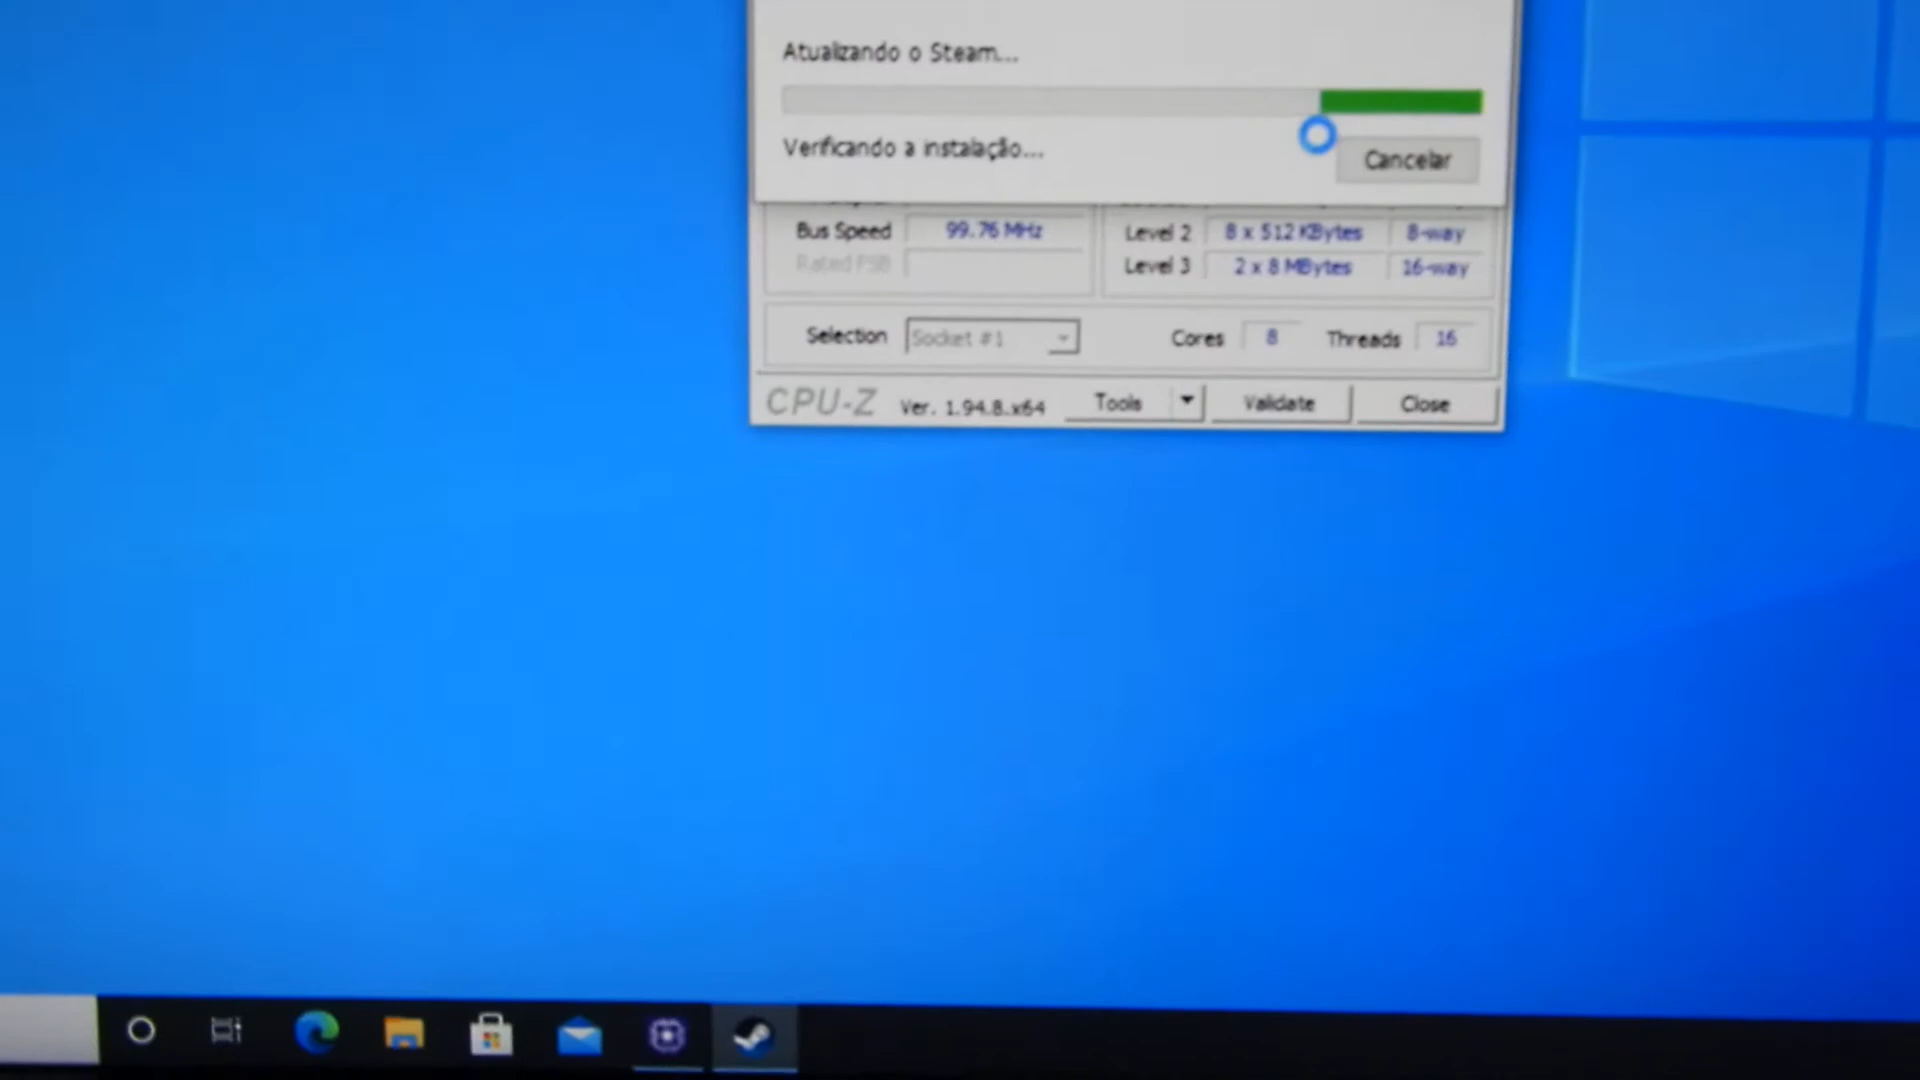 Atualizando o Steam...
Verificando a instalação...
Cancelar
Bus Speed 99.76 MHz
Rated FSB
Level 2 8 x 512 KBytes 8-way
Level 3 2 x 8 MBytes 16-way
Selection Socket #1 Cores 8 Threads 16
CPU-Z Ver. 1.94.8.x64 Tools Validate Close